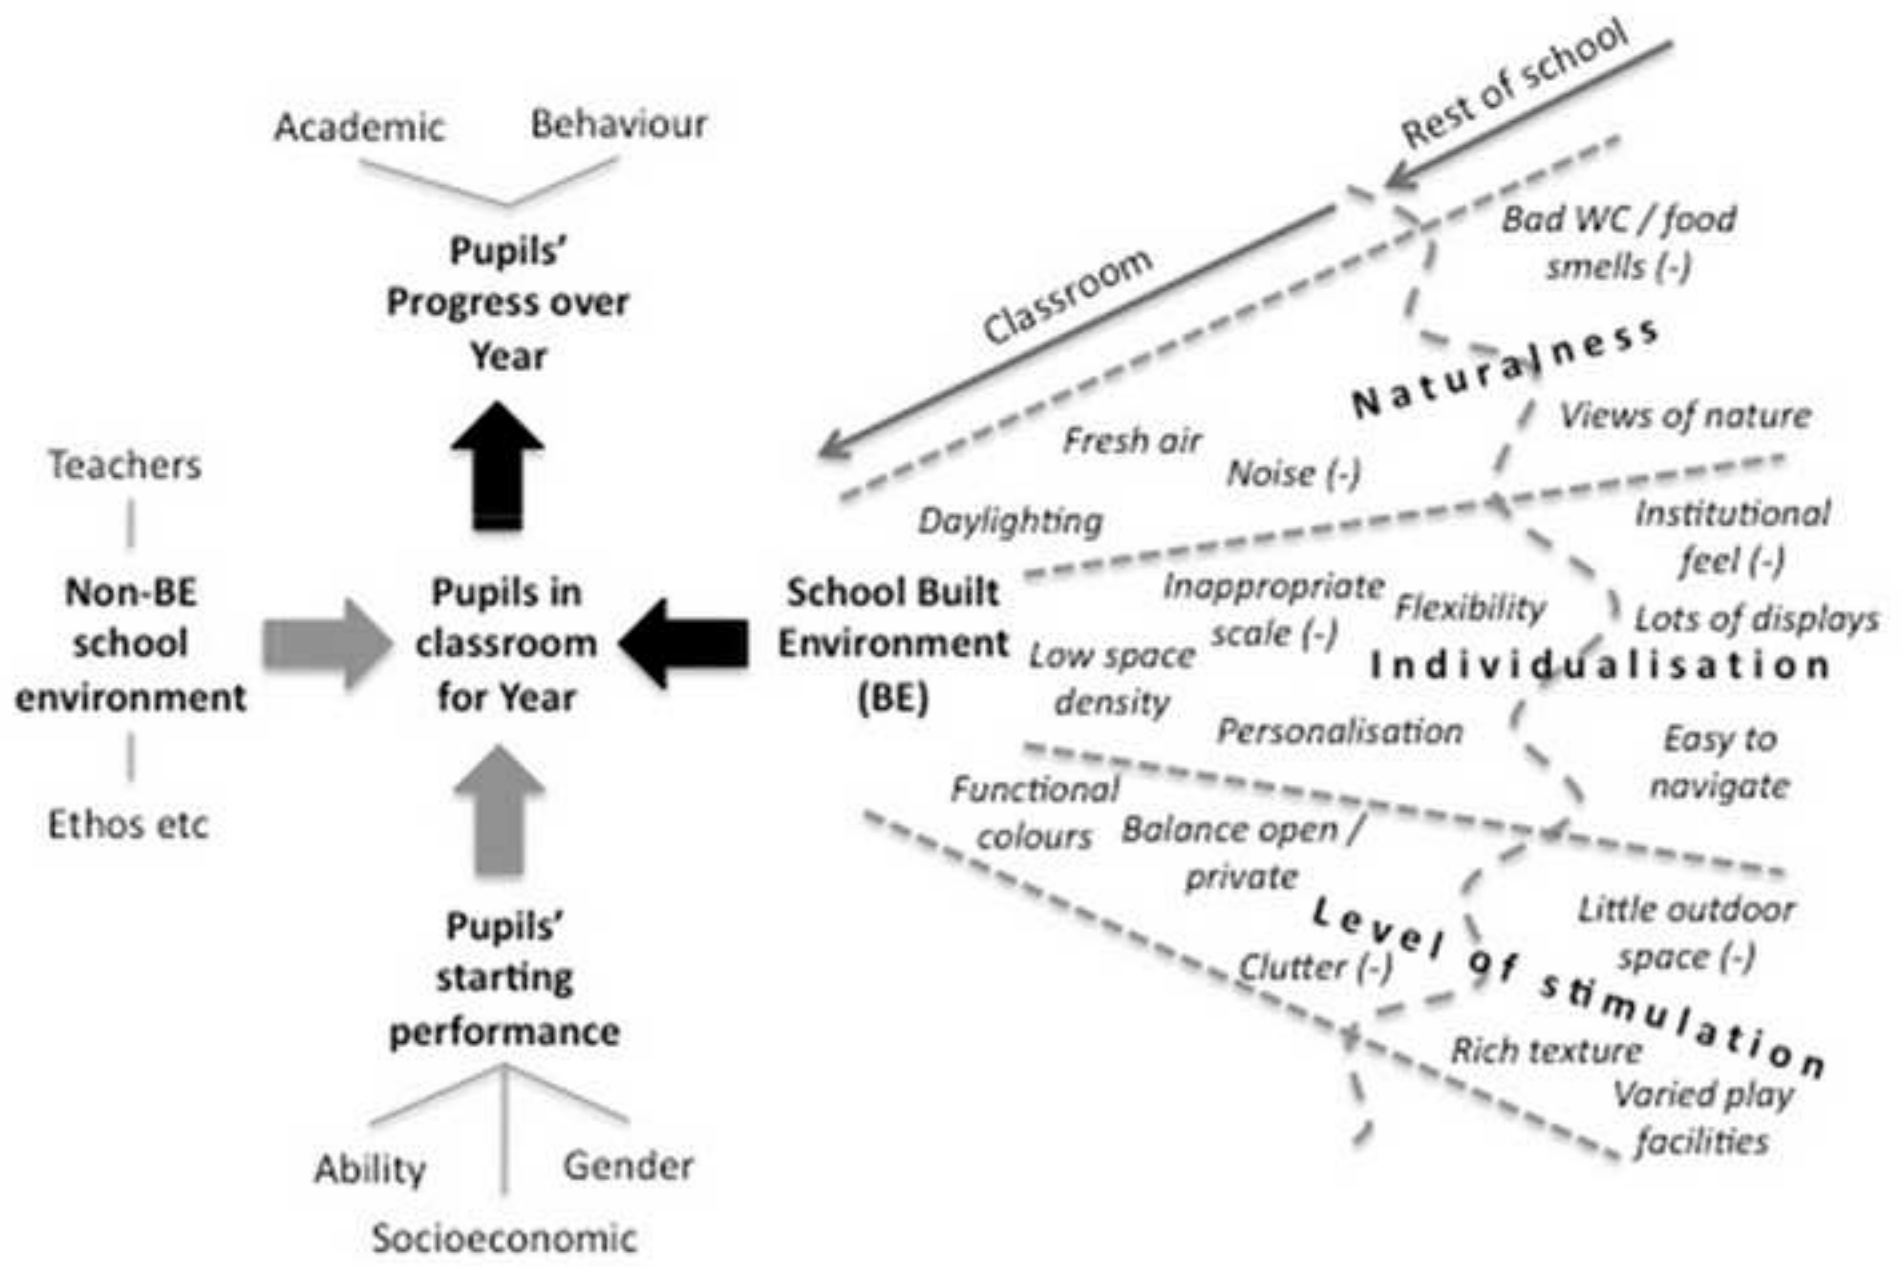 Academic
Behaviour
Pupils'
Progress over
Year
Teachers
Non-BE
school
environment
Ethos etc
Pupils in
classroom
for Year
Pupils'
starting
performance
Ability
Gender
Socioeconomic
School Built
Environment
(BE)
Classroom
Rest of school
Bad WC / food
smells (-)
Naturalness
Views of nature
Fresh air
Noise (-)
Daylighting
Institutional
feel (-)
Inappropriate
scale (-)
Flexibility
Lots of displays
Individualisation
Low space
density
Personalisation
Easy to
navigate
Functional
colours
Balance open /
private
Level of stimulation
Clutter (-)
Little outdoor
space (-)
Rich texture
Varied play
facilities